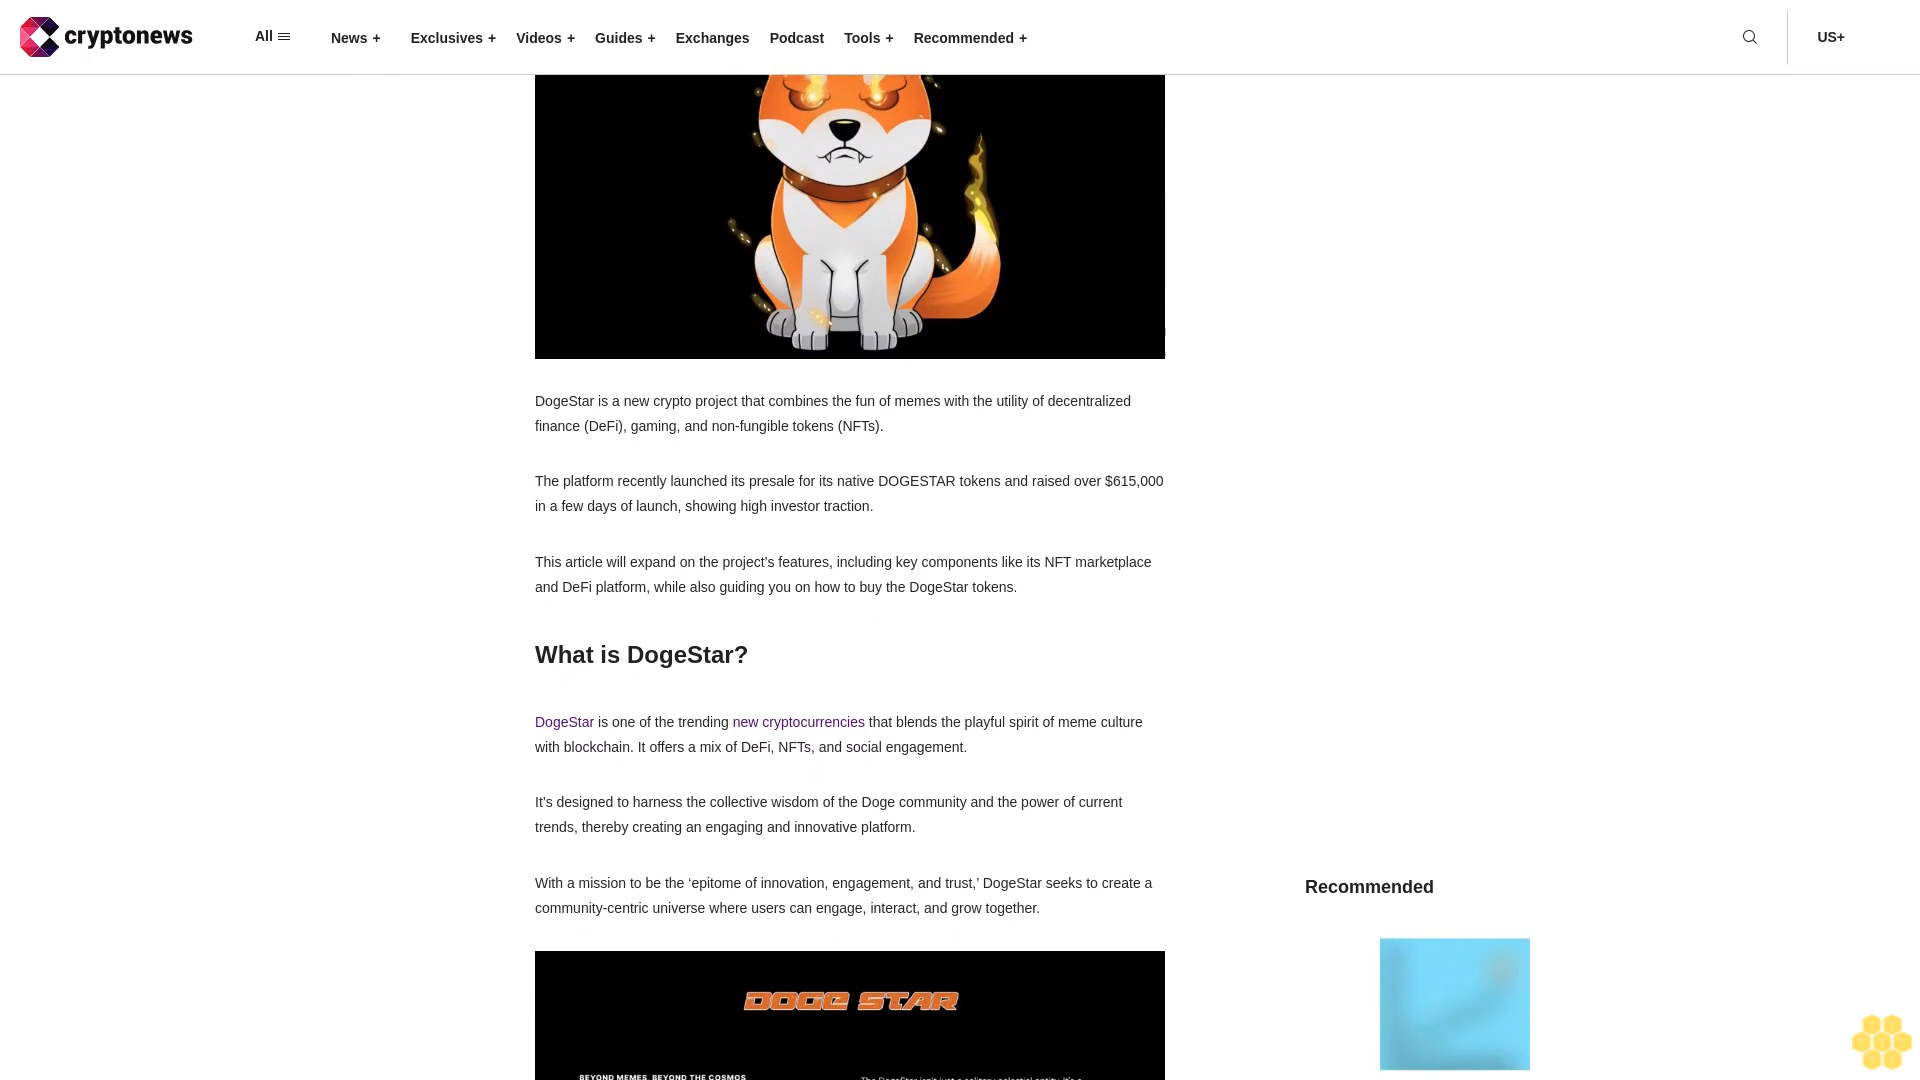 cryptonews
All
News +
Exclusives +
Videos +
Guides +
Exchanges
Podcast
Tools +
Recommended +
US+
DogeStar is a new crypto project that combines the fun of memes with the utility of decentralized
finance (DeFi), gaming, and non-fungible tokens (NFTs).
The platform recently launched its presale for its native DOGESTAR tokens and raised over $615,000
in a few days of launch, showing high investor traction.
This article will expand on the project’s features, including key components like its NFT marketplace
and DeFi platform, while also guiding you on how to buy the DogeStar tokens.
What is DogeStar?
DogeStar is one of the trending new cryptocurrencies that blends the playful spirit of meme culture
with blockchain. It offers a mix of DeFi, NFTs, and social engagement.
It’s designed to harness the collective wisdom of the Doge community and the power of current
trends, thereby creating an engaging and innovative platform.
With a mission to be the ‘epitome of innovation, engagement, and trust,’ DogeStar seeks to create a
community-centric universe where users can engage, interact, and grow together.
Recommended
DOGE STAR
BEYOND MEMES, BEYOND THE COSMOS
The DogeStar isn't just a solitary celestial entity. It's a